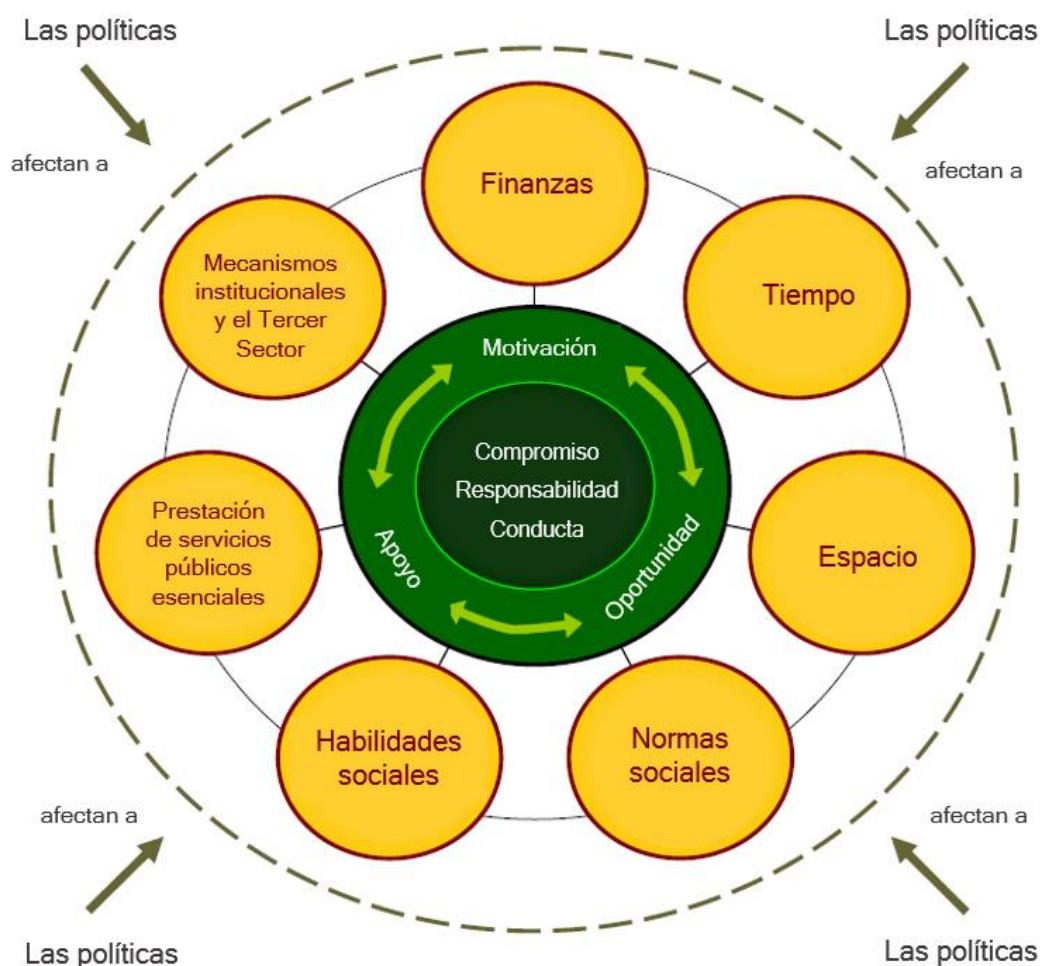 Las políticas
Las políticas
afectan a
afectan a
Finanzas
Mecanismos
institucionales
y el Tercer
Sector
Tiempo
Motivación
Compromiso
Responsabilidad
Conducta
Apoyo
Oportunidad
Prestación
de servicios
públicos
esenciales
Espacio
Habilidades
sociales
Normas
sociales
afectan a
afectan a
Las políticas
Las políticas